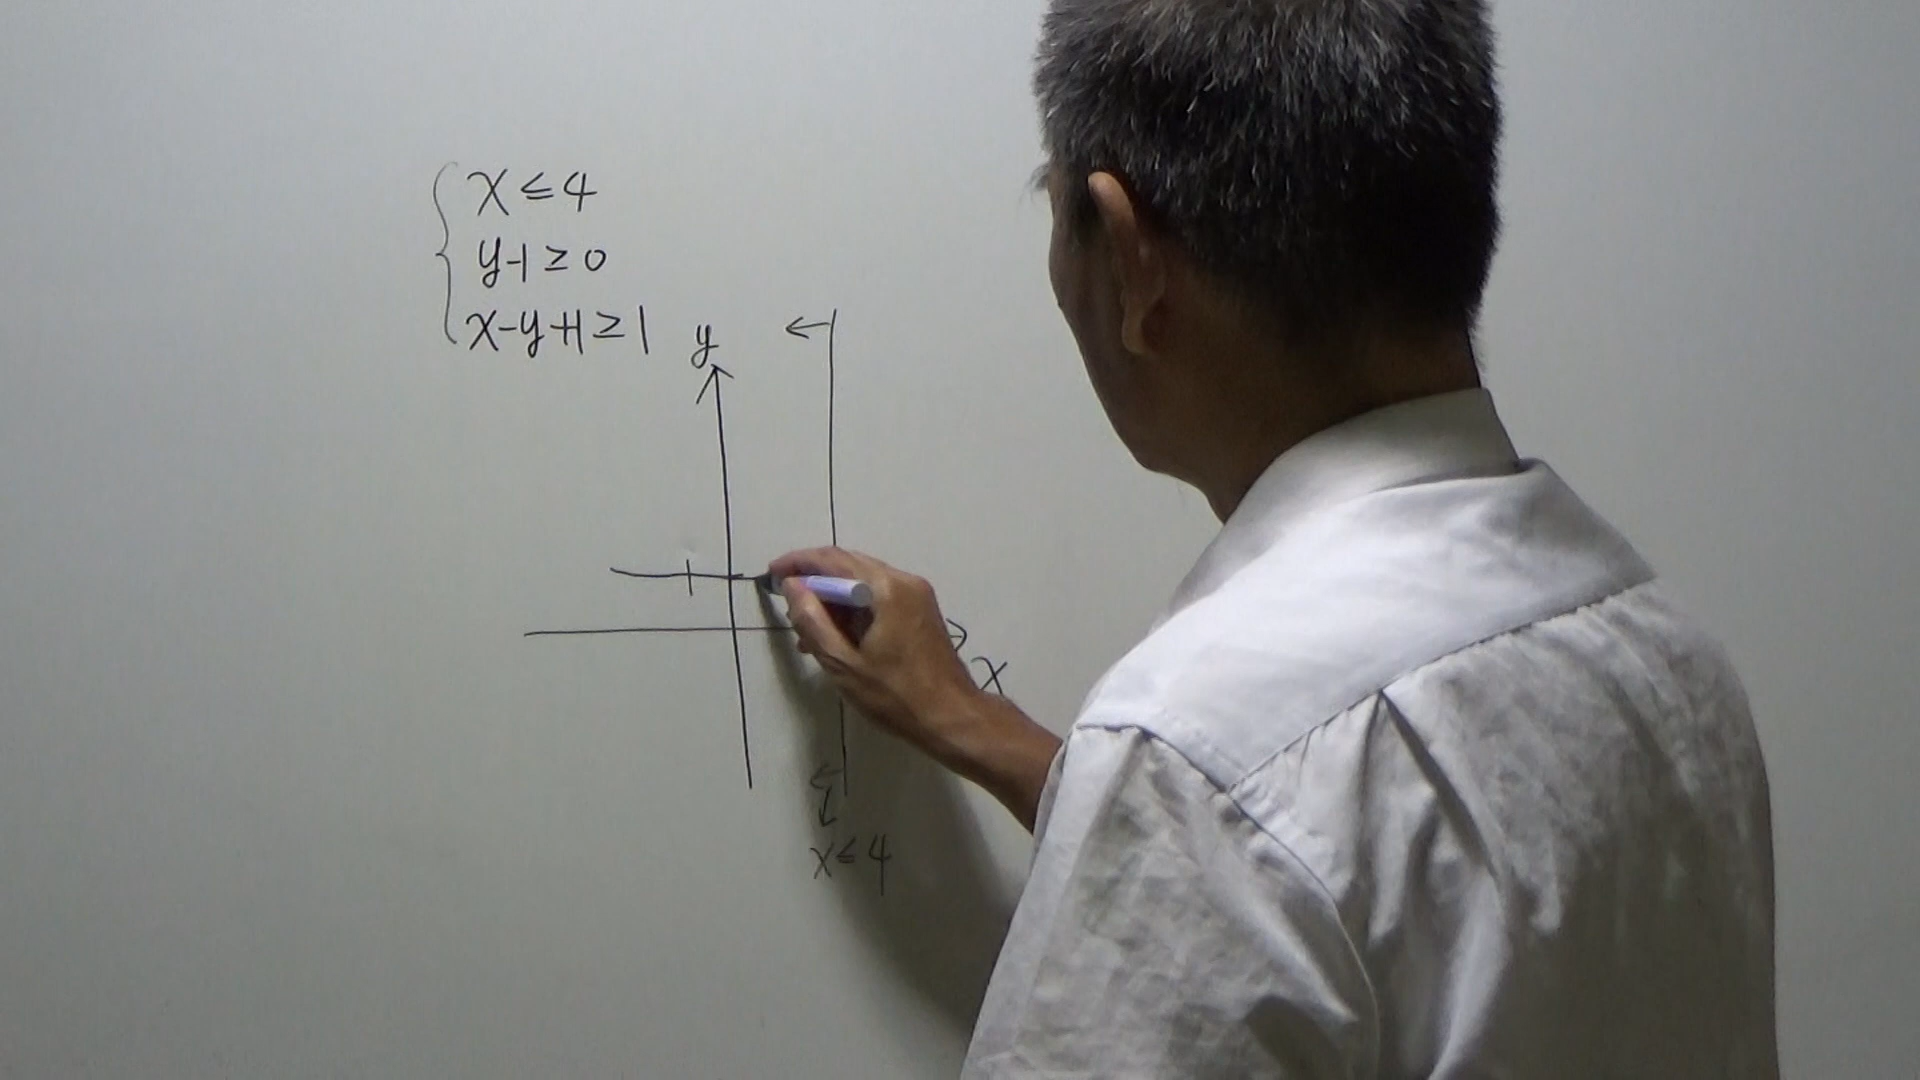 x ≤ 4
y-1 ≥ 0
x-y+1 ≥ 1
y
x
x ≤ 4